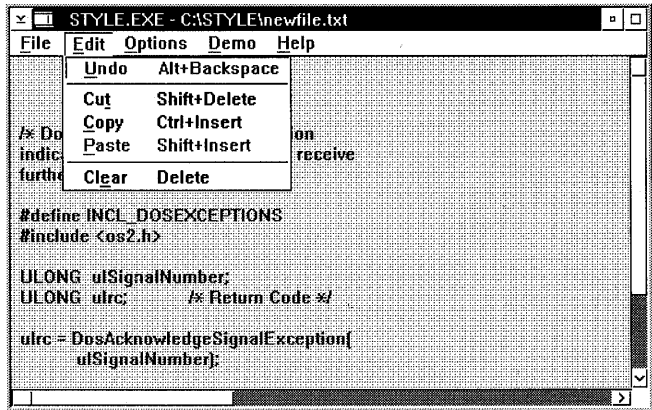 STYLE.EXE - C:\STYLE\newfile.txt
File Edit Options Demo Help
Undo Alt+Backspace
Cut Shift+Delete
Copy Ctrl+Insert
Paste Shift+Insert
Clear Delete
/* Do on
indic receive
furthe
#define INCL_DOSEXCEPTIONS
#include <os2.h>
ULONG ulSignalNumber;
ULONG ulrc; /* Return Code */
ulrc = DosAcknowledgeSignalException(
ulSignalNumber);